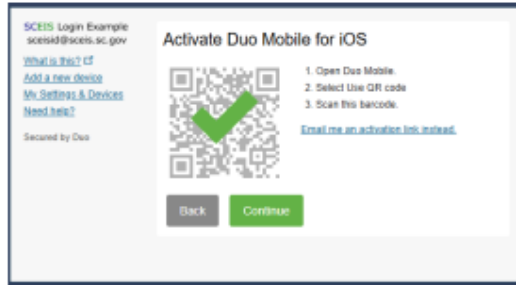 SCEIS Login Example
sceisid@sceis.sc.gov
What is this?
Add a new device
My Settings & Devices
Need help?
Secured by Duo
Activate Duo Mobile for iOS
1. Open Duo Mobile.
2. Select Use QR code
3. Scan this barcode.
Email me an activation link instead.
Back
Continue